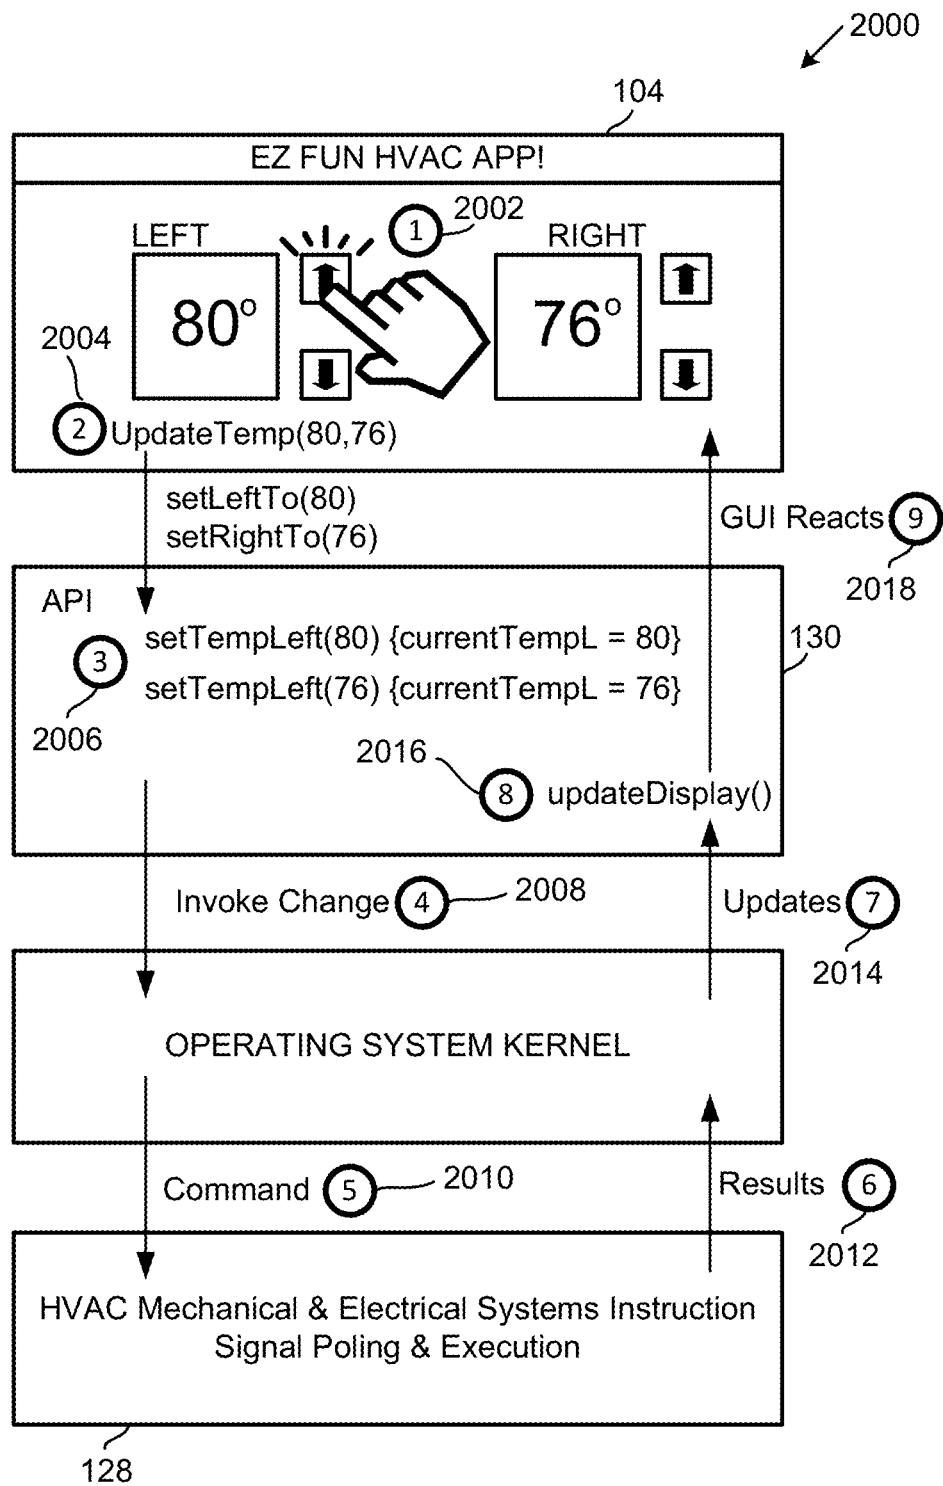 2000
104
EZ FUN HVAC APP!
1 2002
LEFT
RIGHT
80°
76°
2004
2 UpdateTemp(80,76)
setLeftTo(80)
setRightTo(76)
GUI Reacts 9
2018
API
130
3
setTempLeft(80) {currentTempL = 80}
setTempLeft(76) {currentTempL = 76}
2006
2016
8 updateDisplay()
Invoke Change 4 2008
Updates 7
2014
OPERATING SYSTEM KERNEL
Command 5 2010
Results 6
2012
HVAC Mechanical & Electrical Systems Instruction
Signal Poling & Execution
128